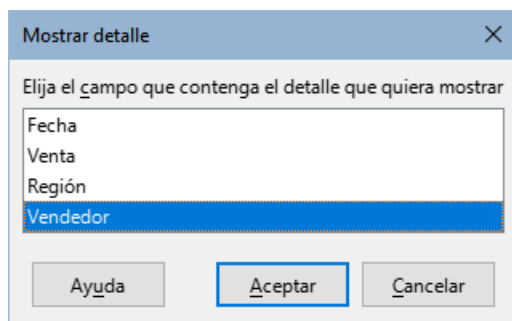 Mostrar detalle
Elija el campo que contenga el detalle que quiera mostrar
Fecha
Venta
Región
Vendedor
Ayuda Aceptar Cancelar